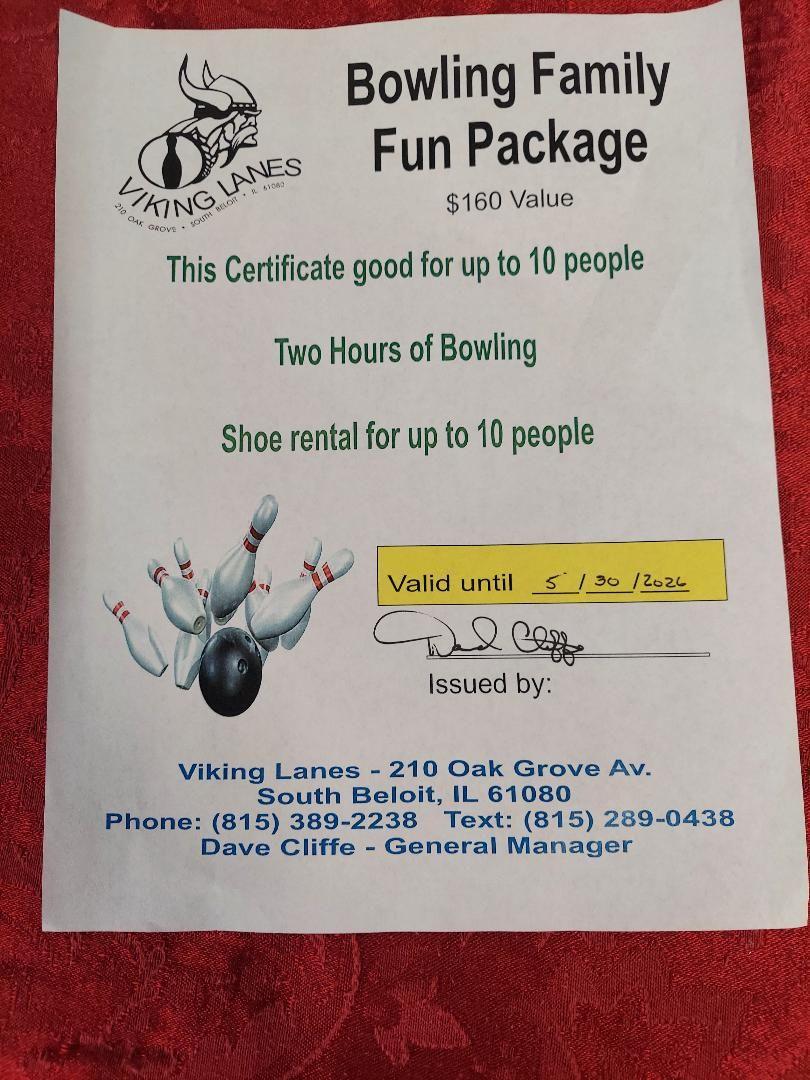 Bowling Family
Fun Package
$160 Value
VIKING LANES
210 OAK GROVE • SOUTH BELOIT • IL 61080
This Certificate good for up to 10 people
Two Hours of Bowling
Shoe rental for up to 10 people
Valid until 5 / 30 / 2026
Dave Cliffe
Issued by:
Viking Lanes - 210 Oak Grove Av.
South Beloit, IL 61080
Phone: (815) 389-2238 Text: (815) 289-0438
Dave Cliffe - General Manager